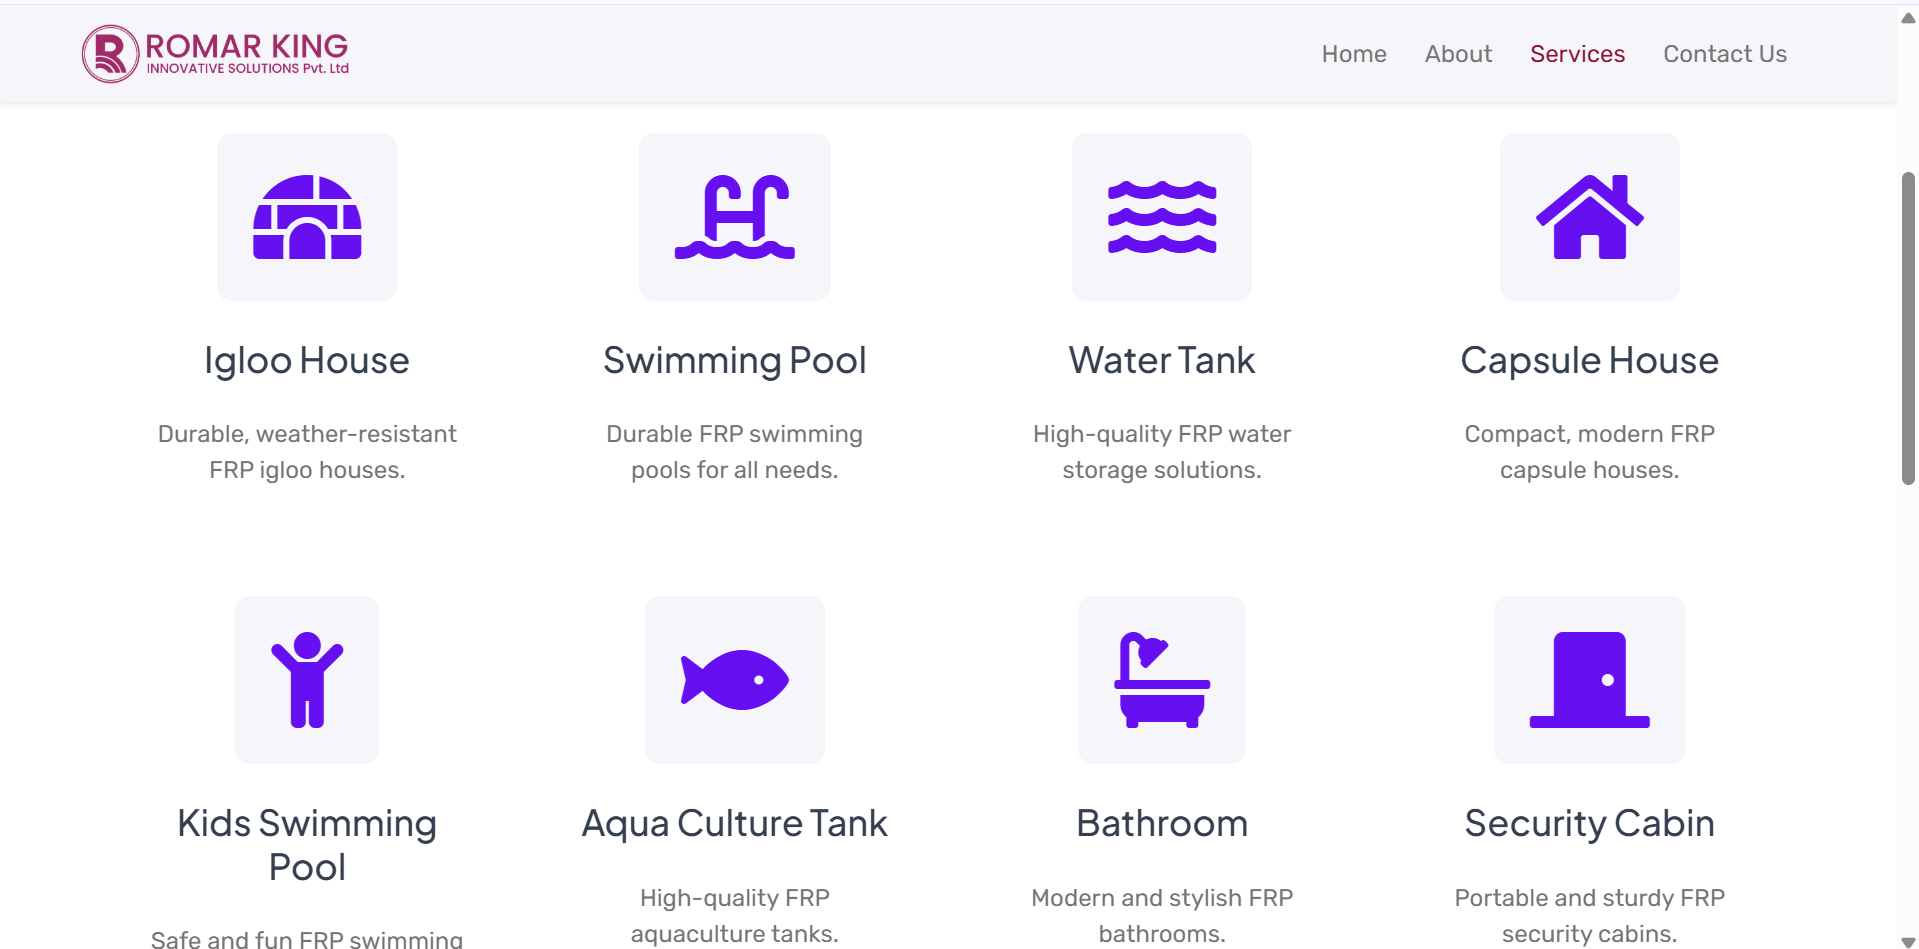 ROMAR KING
INNOVATIVE SOLUTIONS Pvt. Ltd
Home About Services Contact Us
Igloo House
Durable, weather-resistant
FRP igloo houses.
Swimming Pool
Durable FRP swimming
pools for all needs.
Water Tank
High-quality FRP water
storage solutions.
Capsule House
Compact, modern FRP
capsule houses.
Kids Swimming
Pool
Safe and fun FRP swimming
Aqua Culture Tank
High-quality FRP
aquaculture tanks.
Bathroom
Modern and stylish FRP
bathrooms.
Security Cabin
Portable and sturdy FRP
security cabins.